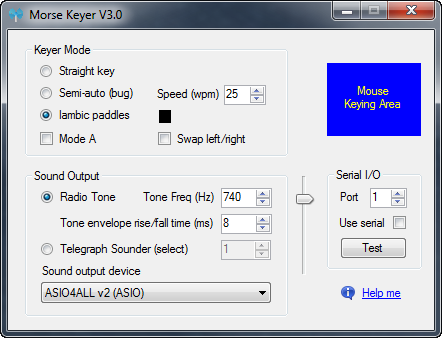 Morse Keyer V3.0
Keyer Mode
Straight key
Semi-auto (bug)
Speed (wpm) 25
Iambic paddles
Mode A
Swap left/right
Mouse
Keying Area
Sound Output
Radio Tone
Tone Freq (Hz) 740
Tone envelope rise/fall time (ms) 8
Telegraph Sounder (select) 1
Sound output device
ASIO4ALL v2 (ASIO)
Serial I/O
Port 1
Use serial
Test
Help me